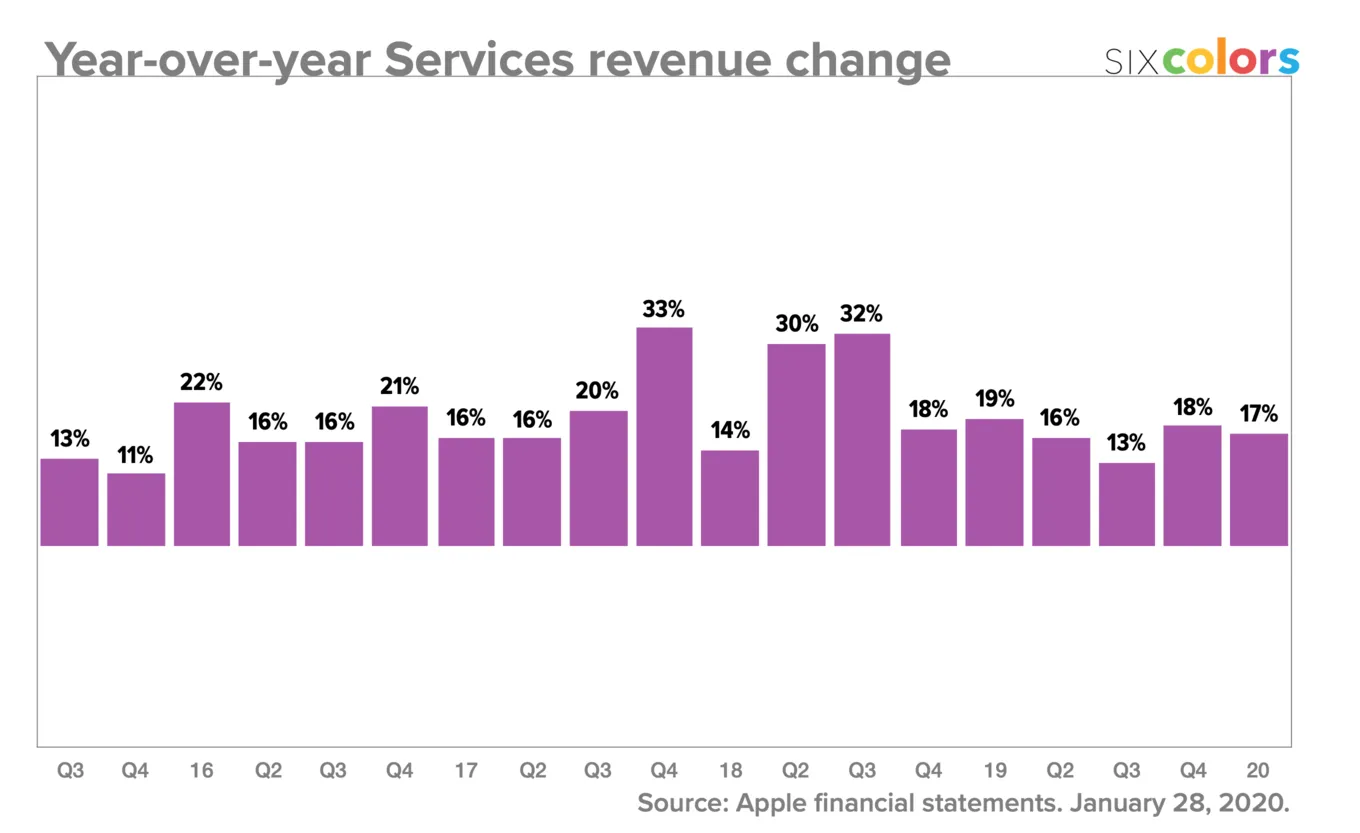 Year-over-year Services revenue change
SIXcolors
13% 11% 22% 16% 16% 21% 16% 16% 20% 33% 14% 30% 32% 18% 19% 16% 13% 18% 17%
Q3 Q4 16 Q2 Q3 Q4 17 Q2 Q3 Q4 18 Q2 Q3 Q4 19 Q2 Q3 Q4 20
Source: Apple financial statements. January 28, 2020.